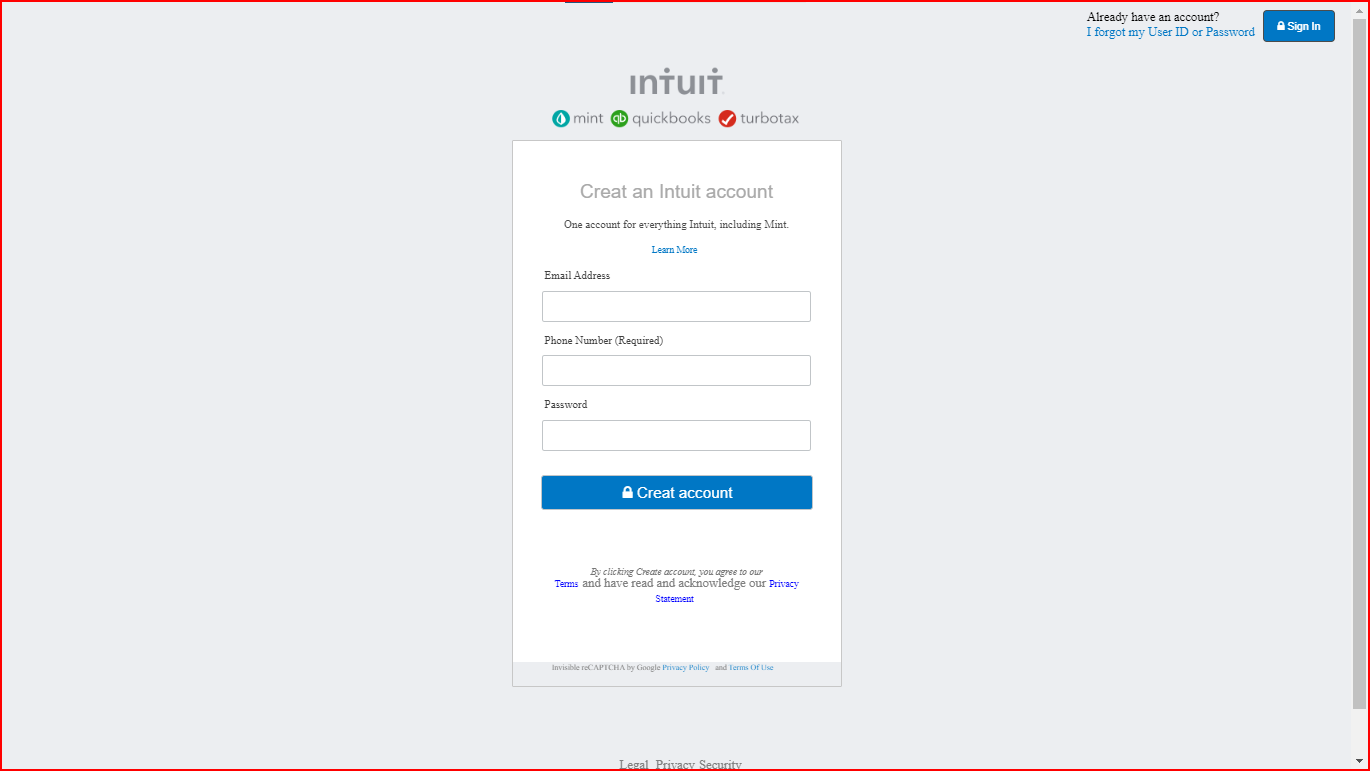 Already have an account?
I forgot my User ID or Password
Sign In
intuit
mint qb quickbooks turbotax
Creat an Intuit account
One account for everything Intuit, including Mint.
Learn More
Email Address
Phone Number (Required)
Password
Creat account
By clicking Create account, you agree to our
Terms and have read and acknowledge our Privacy
Statement
Invisible reCAPTCHA by Google Privacy Policy and Terms Of Use
Legal Privacy Security